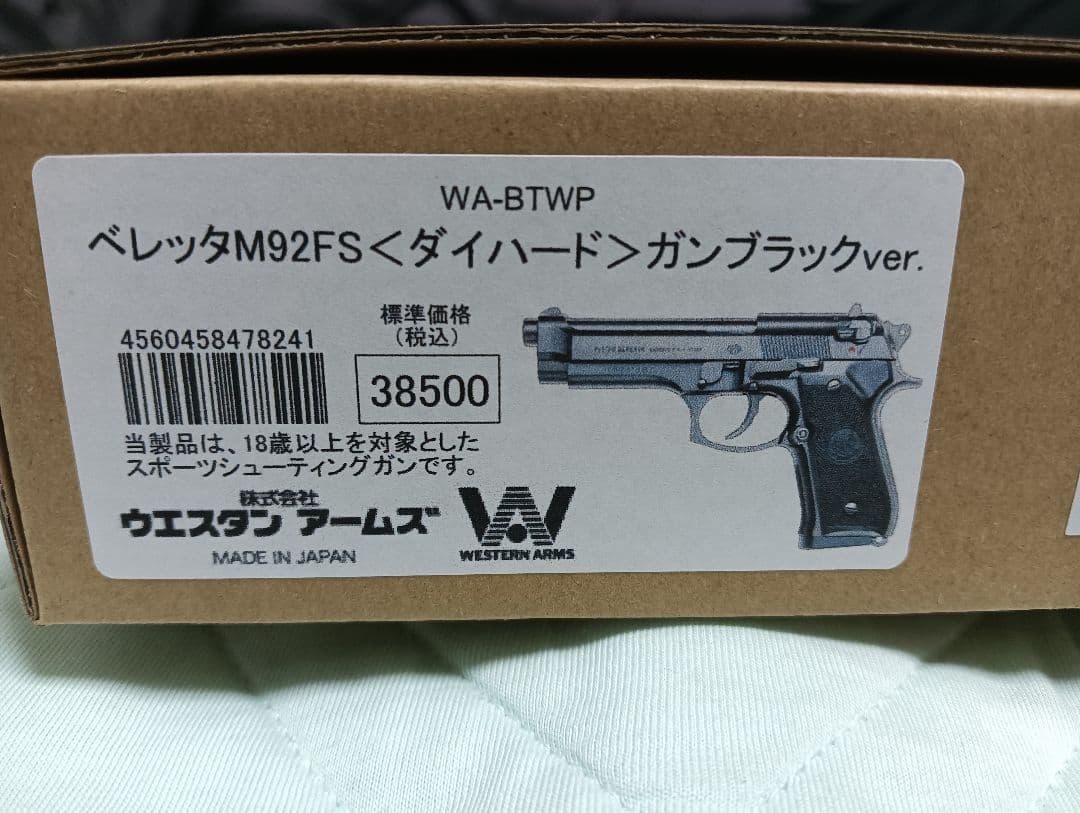 WA-BTWP
ベレッタM92FS＜ダイハード＞ガンブラックver.
4560458478241
標準価格
（税込）
38500
当製品は、18歳以上を対象とした
スポーツシューティングガンです。
株式会社
ウエスタン アームズ
MADE IN JAPAN
WESTERN ARMS